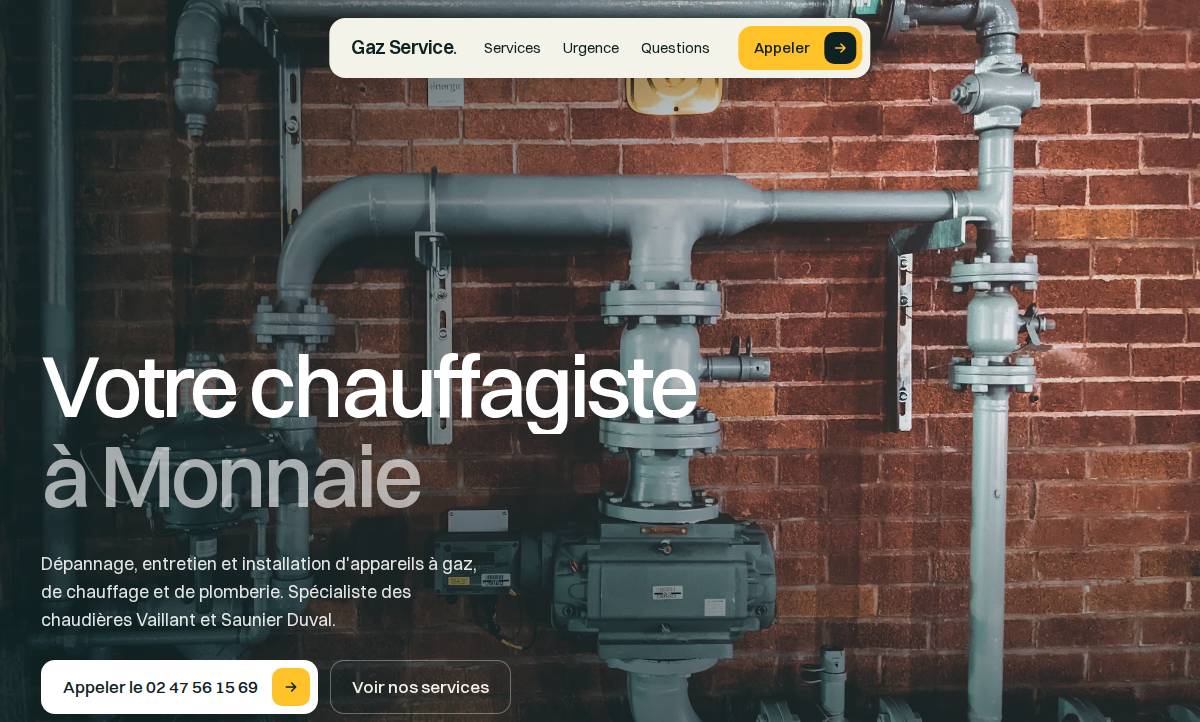 Gaz Service.
Services
Urgence
Questions
Appeler
Votre chauffagiste
à Monnaie
Dépannage, entretien et installation d'appareils à gaz,
de chauffage et de plomberie. Spécialiste des
chaudières Vaillant et Saunier Duval.
Appeler le 02 47 56 15 69
Voir nos services